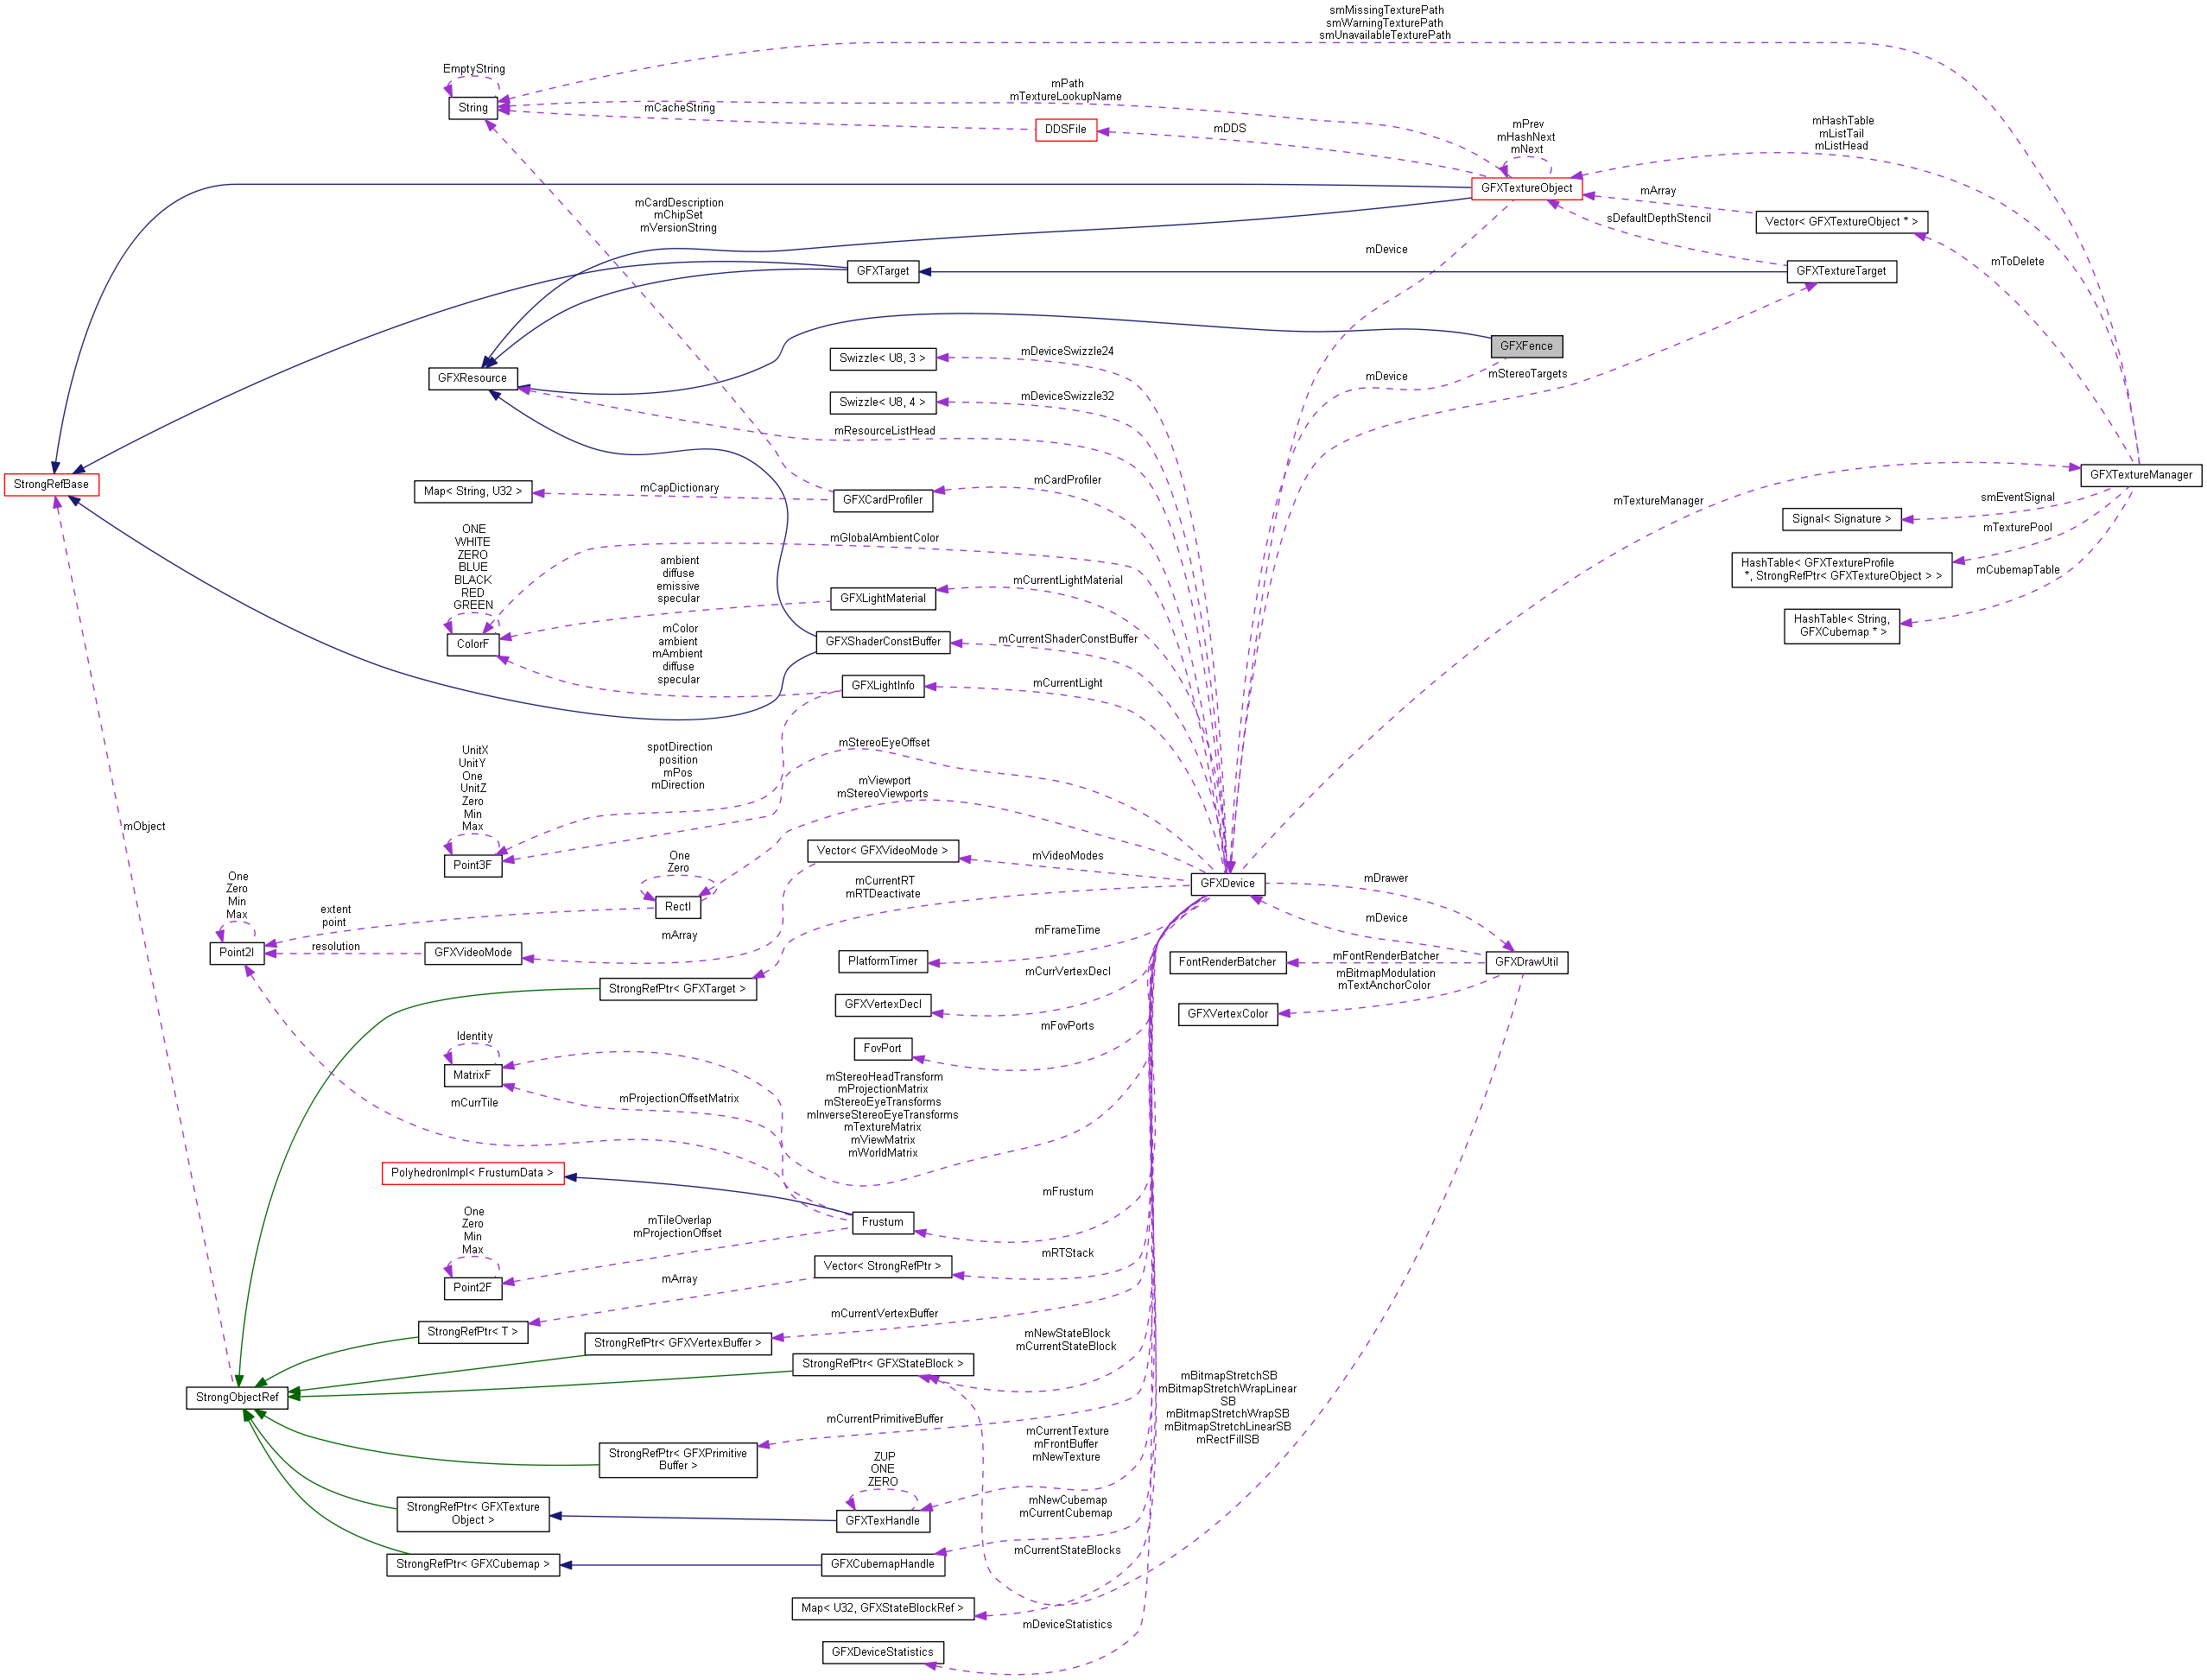 smMissingTexturePath
smWarningTexturePath
smUnavailableTexturePath
EmptyString
String
mCacheString
mPath
mTextureLookupName
DDSFile
mDDS
mPrev
mHashNext
mNext
mHashTable
mListTail
mListHead
GFXTextureObject
mArray
Vector< GFXTextureObject * >
sDefaultDepthStencil
mCardDescription
mChipSet
mVersionString
mDevice
mToDelete
GFXTarget
GFXTextureTarget
GFXFence
Swizzle< U8, 3 >
mDeviceSwizzle24
mDevice
mStereoTargets
GFXResource
Swizzle< U8, 4 >
mDeviceSwizzle32
mResourceListHead
StrongRefBase
Map< String, U32 >
mCapDictionary
GFXCardProfiler
mCardProfiler
mTextureManager
GFXTextureManager
smEventSignal
Signal< Signature >
mTexturePool
HashTable< GFXTextureProfile
*, StrongRefPtr< GFXTextureObject > >
mCubemapTable
HashTable< String,
GFXCubemap * >
ONE
WHITE
ZERO
BLUE
BLACK
RED
GREEN
ColorF
mGlobalAmbientColor
ambient
diffuse
emissive
specular
GFXLightMaterial
mCurrentLightMaterial
mColor
ambient
mAmbient
diffuse
specular
GFXShaderConstBuffer
mCurrentShaderConstBuffer
GFXLightInfo
mCurrentLight
UnitX
UnitY
One
UnitZ
Zero
Min
Max
Point3F
spotDirection
position
mPos
mDirection
mStereoEyeOffset
mViewport
mStereoViewports
mObject
One
Zero
RectI
Vector< GFXVideoMode >
mVideoModes
GFXDevice
mDrawer
mDevice
One
Zero
Min
Max
Point2I
extent
point
resolution
GFXVideoMode
mArray
mCurrentRT
mRTDeactivate
StrongRefPtr< GFXTarget >
PlatformTimer
mFrameTime
GFXVertexDecl
mCurrVertexDecl
FontRenderBatcher
mFontRenderBatcher
GFXDrawUtil
mBitmapModulation
mTextAnchorColor
GFXVertexColor
FovPort
mFovPorts
Identity
MatrixF
mCurrTile
mProjectionOffsetMatrix
mStereoHeadTransform
mProjectionMatrix
mStereoEyeTransforms
mInverseStereoEyeTransforms
mTextureMatrix
mViewMatrix
mWorldMatrix
PolyhedronImpl< FrustumData >
Frustum
mFrustum
One
Zero
Min
Max
Point2F
mTileOverlap
mProjectionOffset
Vector< StrongRefPtr >
mRTStack
mArray
StrongRefPtr< T >
StrongRefPtr< GFXVertexBuffer >
mCurrentVertexBuffer
StrongRefPtr< GFXStateBlock >
mNewStateBlock
mCurrentStateBlock
StrongObjectRef
mBitmapStretchSB
mBitmapStretchWrapLinear
SB
mBitmapStretchWrapSB
mBitmapStretchLinearSB
mRectFillSB
mCurrentPrimitiveBuffer
StrongRefPtr< GFXPrimitive
Buffer >
mCurrentTexture
mFrontBuffer
mNewTexture
ZUP
ONE
ZERO
StrongRefPtr< GFXTexture
Object >
GFXTexHandle
mNewCubemap
mCurrentCubemap
StrongRefPtr< GFXCubemap >
GFXCubemapHandle
mCurrentStateBlocks
Map< U32, GFXStateBlockRef >
mDeviceStatistics
GFXDeviceStatistics